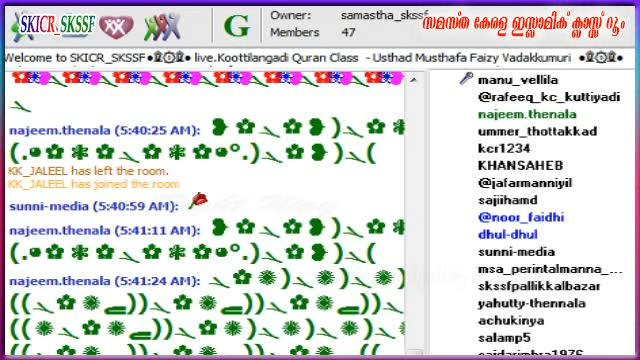 SKICR_SKSSF
G
Owner: samastha_skssf
Members 47
സമസ്ത കേരള ഇസ്ലാമിക് ക്ലാസ്സ് റൂം
Welcome to SKICR_SKSSF live.Koottilangadi Quran Class - Usthad Musthafa Faizy Vadakkumuri
najeem.thenala (5:40:25 AM):
KK_JALEEL has left the room.
KK_JALEEL has joined the room
sunni-media (5:40:59 AM):
najeem.thenala (5:41:11 AM):
najeem.thenala (5:41:24 AM):
manu_vellila
@rafeeq_kc_kuttiyadi
najeem.thenala
ummer_thottakkad
kcr1234
KHANSAHEB
@jafarmanniyil
sajiihamd
@noor_faidhi
dhul-dhul
sunni-media
msa_perintalmanna_...
skssfpallikkalbazar
yahutty-thennala
achukinya
salamp5